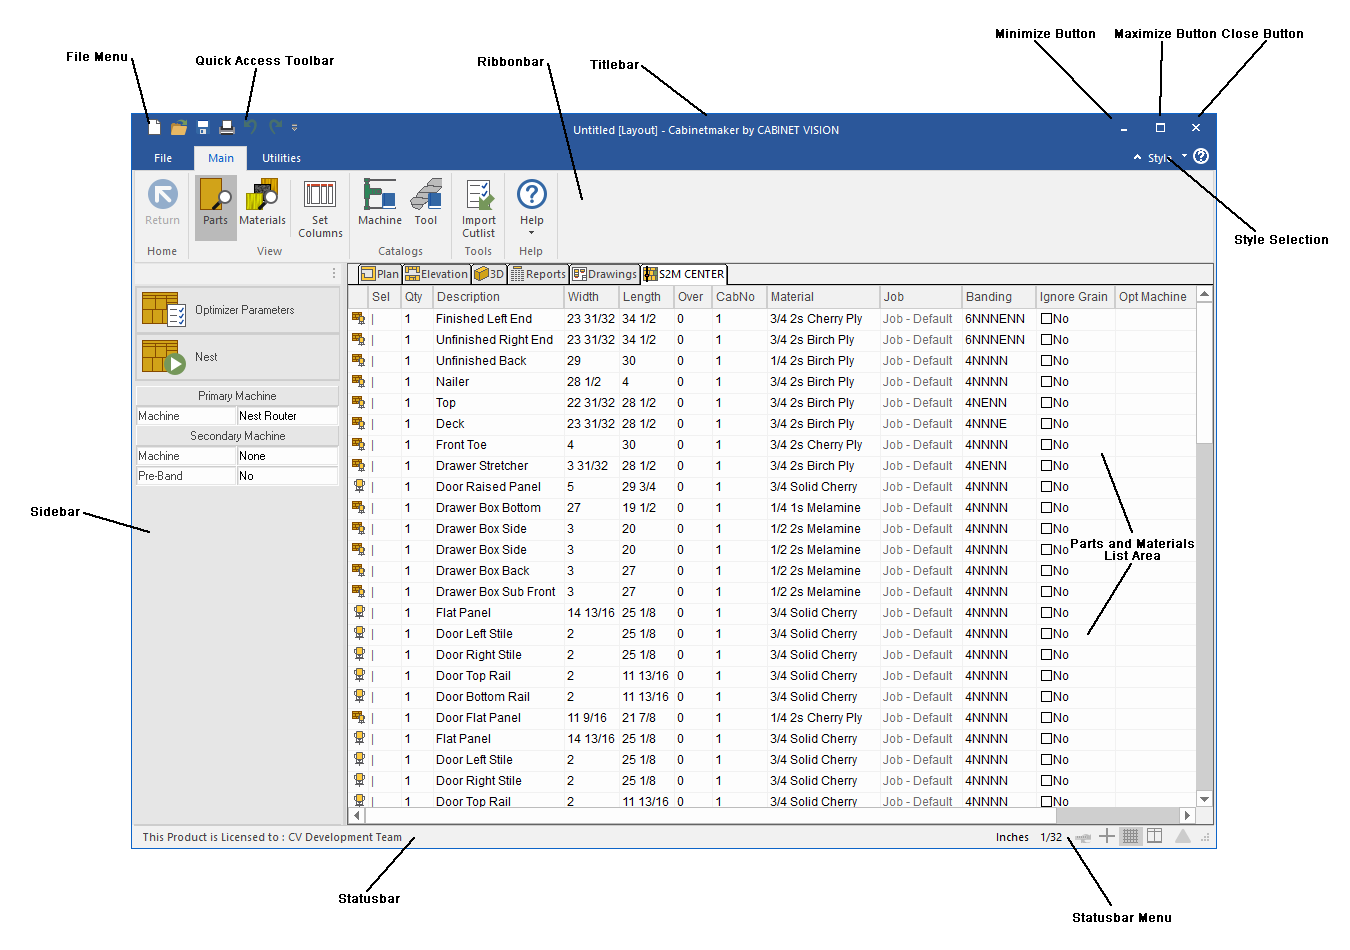 Minimize Button
Maximize Button Close Button
File Menu
Quick Access Toolbar
Ribbonbar
Titlebar
Untitled [Layout] - Cabinetmaker by CABINET VISION
File Main Utilities
Style
Return Parts Materials Set Columns Machine Tool Import Cutlist Help
Home View Catalogs Tools Help
Style Selection
Plan Elevation 3D Reports Drawings S2M CENTER
Optimizer Parameters
Nest
Primary Machine
Machine Nest Router
Secondary Machine
Machine None
Pre-Band No
Sidebar
Sel Qty Description Width Length Over CabNo Material Job Banding Ignore Grain Opt Machine
1 Finished Left End 23 31/32 34 1/2 0 1 3/4 2s Cherry Ply Job - Default 6NNNENN No
1 Unfinished Right End 23 31/32 34 1/2 0 1 3/4 2s Birch Ply Job - Default 6NNNENN No
1 Unfinished Back 29 30 0 1 1/4 2s Birch Ply Job - Default 4NNNN No
1 Nailer 28 1/2 4 0 1 3/4 2s Birch Ply Job - Default 4NNNN No
1 Top 22 31/32 28 1/2 0 1 3/4 2s Birch Ply Job - Default 4NENN No
1 Deck 23 31/32 28 1/2 0 1 3/4 2s Birch Ply Job - Default 4NNNE No
1 Front Toe 4 30 0 1 3/4 2s Cherry Ply Job - Default 4NNNN No
1 Drawer Stretcher 3 31/32 28 1/2 0 1 3/4 2s Birch Ply Job - Default 4NENN No
1 Door Raised Panel 5 29 3/4 0 1 3/4 Solid Cherry Job - Default 4NNNN No
1 Drawer Box Bottom 27 19 1/2 0 1 1/4 1s Melamine Job - Default 4NNNN No
1 Drawer Box Side 3 20 0 1 1/2 2s Melamine Job - Default 4NNNN No
1 Drawer Box Side 3 20 0 1 1/2 2s Melamine Job - Default 4NNNN No
1 Drawer Box Back 3 27 0 1 1/2 2s Melamine Job - Default 4NNNN No
1 Drawer Box Sub Front 3 27 0 1 1/2 2s Melamine Job - Default 4NNNN No
1 Flat Panel 14 13/16 25 1/8 0 1 3/4 Solid Cherry Job - Default 4NNNN No
1 Door Left Stile 2 25 1/8 0 1 3/4 Solid Cherry Job - Default 4NNNN No
1 Door Right Stile 2 25 1/8 0 1 3/4 Solid Cherry Job - Default 4NNNN No
1 Door Top Rail 2 11 13/16 0 1 3/4 Solid Cherry Job - Default 4NNNN No
1 Door Bottom Rail 2 11 13/16 0 1 3/4 Solid Cherry Job - Default 4NNNN No
1 Door Flat Panel 11 9/16 21 7/8 0 1 1/4 2s Cherry Ply Job - Default 4NNNN No
1 Flat Panel 14 13/16 25 1/8 0 1 3/4 Solid Cherry Job - Default 4NNNN No
1 Door Left Stile 2 25 1/8 0 1 3/4 Solid Cherry Job - Default 4NNNN No
1 Door Right Stile 2 25 1/8 0 1 3/4 Solid Cherry Job - Default 4NNNN No
1 Door Top Rail 2 11 13/16 0 1 3/4 Solid Cherry Job - Default 4NNNN No
Parts and Materials
List Area
This Product is Licensed to : CV Development Team
Inches 1/32
Statusbar
Statusbar Menu